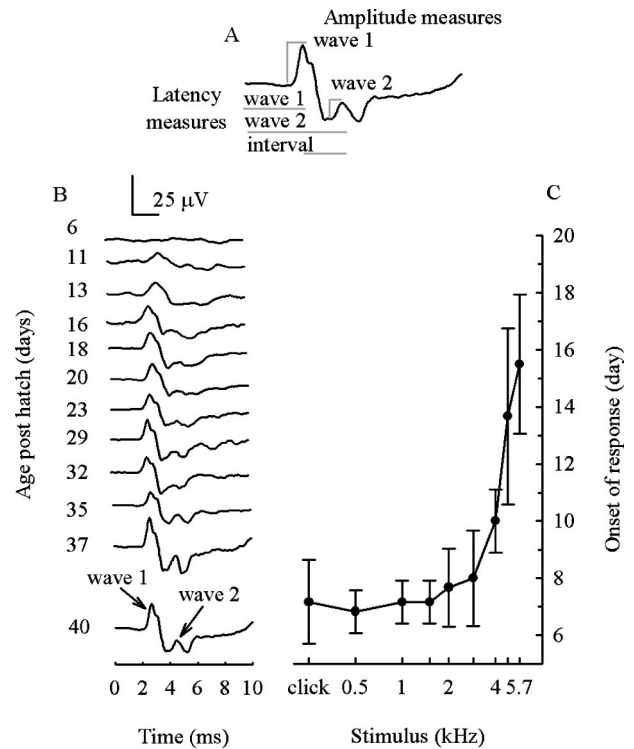 Amplitude measures
A
wave 1
wave 2
Latency
measures
wave 1
wave 2
interval
B
25 µV
C
6
11
13
16
18
20
23
29
32
35
37
40
Age post hatch (days)
wave 1
wave 2
0 2 4 6 8 10
Time (ms)
20
18
16
14
12
10
8
6
Onset of response (day)
click 0.5 1 2 4 5.7
Stimulus (kHz)